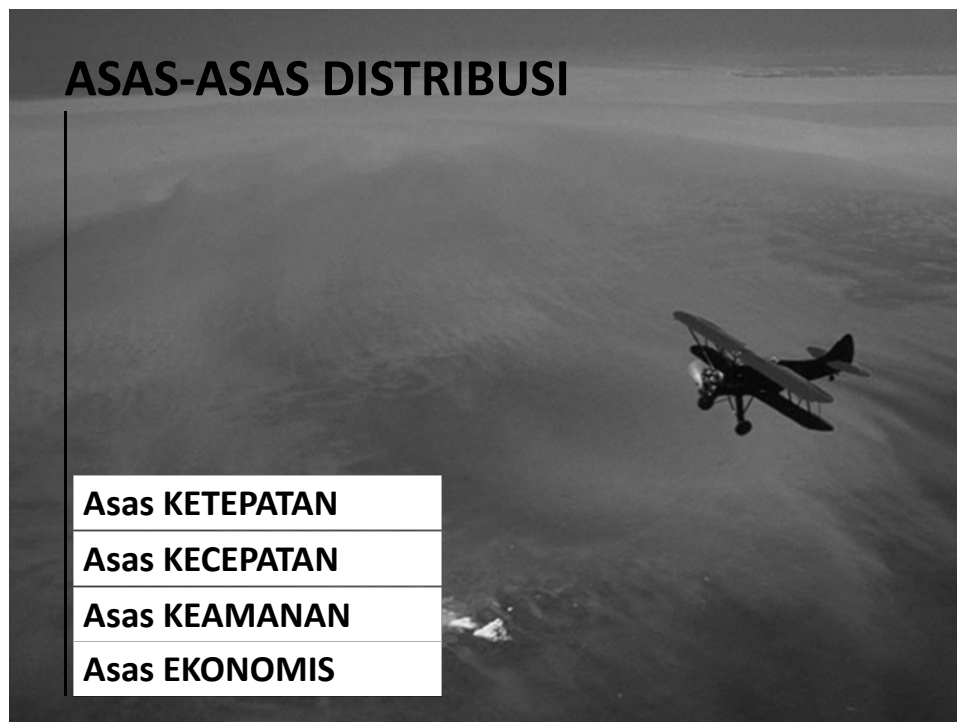 ASAS-ASAS DISTRIBUSI
Asas KETEPATAN
Asas KECEPATAN
Asas KEAMANAN
Asas EKONOMIS